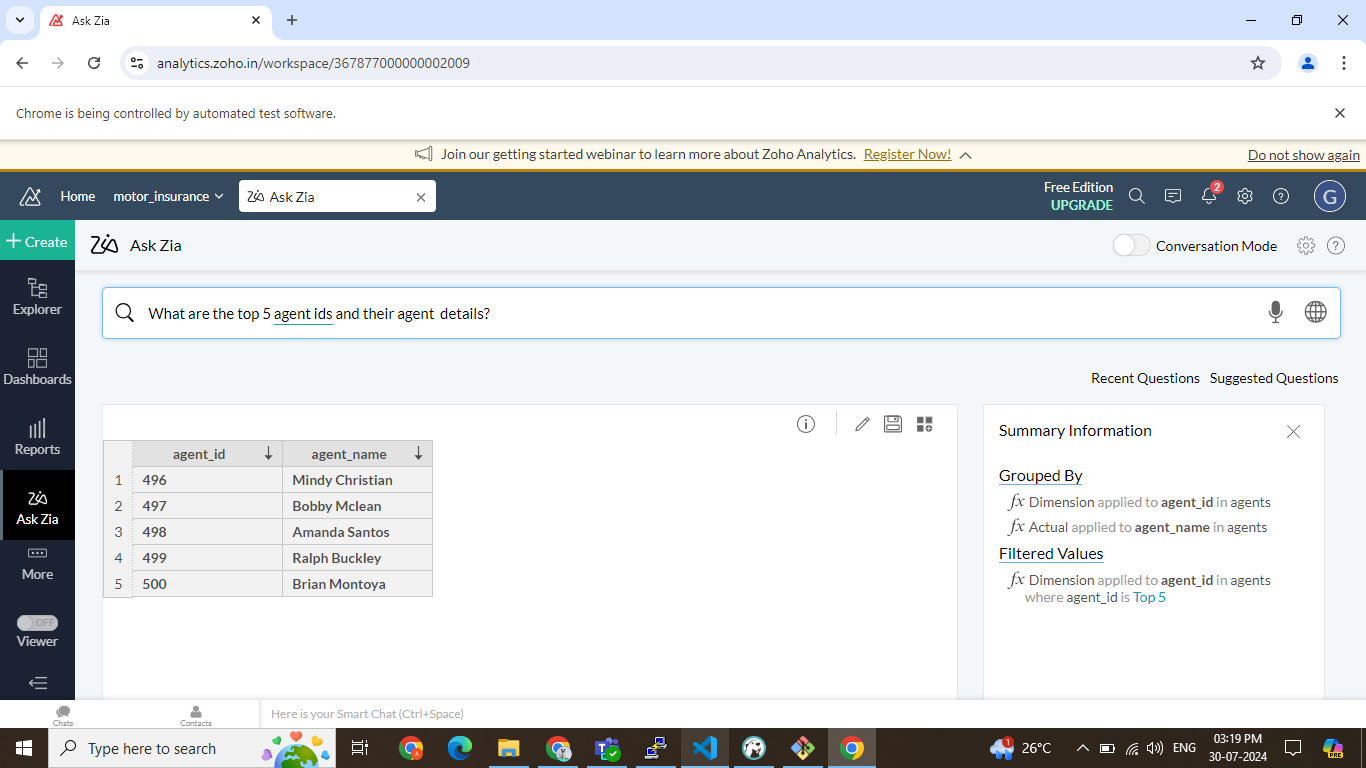 Ask Zia
analytics.zoho.in/workspace/367877000000002009
Chrome is being controlled by automated test software.
Join our getting started webinar to learn more about Zoho Analytics. Register Now!
Do not show again
Home
motor_insurance
Ask Zia
Free Edition
UPGRADE
2
G
+ Create
Ask Zia
Conversation Mode
Explorer
Dashboards
Reports
Ask Zia
More
OFF
Viewer
What are the top 5 agent ids and their agent details?
Recent Questions Suggested Questions
agent_id agent_name
1 496 Mindy Christian
2 497 Bobby Mclean
3 498 Amanda Santos
4 499 Ralph Buckley
5 500 Brian Montoya
Summary Information
Grouped By
fx Dimension applied to agent_id in agents
fx Actual applied to agent_name in agents
Filtered Values
fx Dimension applied to agent_id in agents
where agent_id is Top 5
Chats
Contacts
Here is your Smart Chat (Ctrl+Space)
Type here to search
26°C
ENG
03:19 PM
30-07-2024